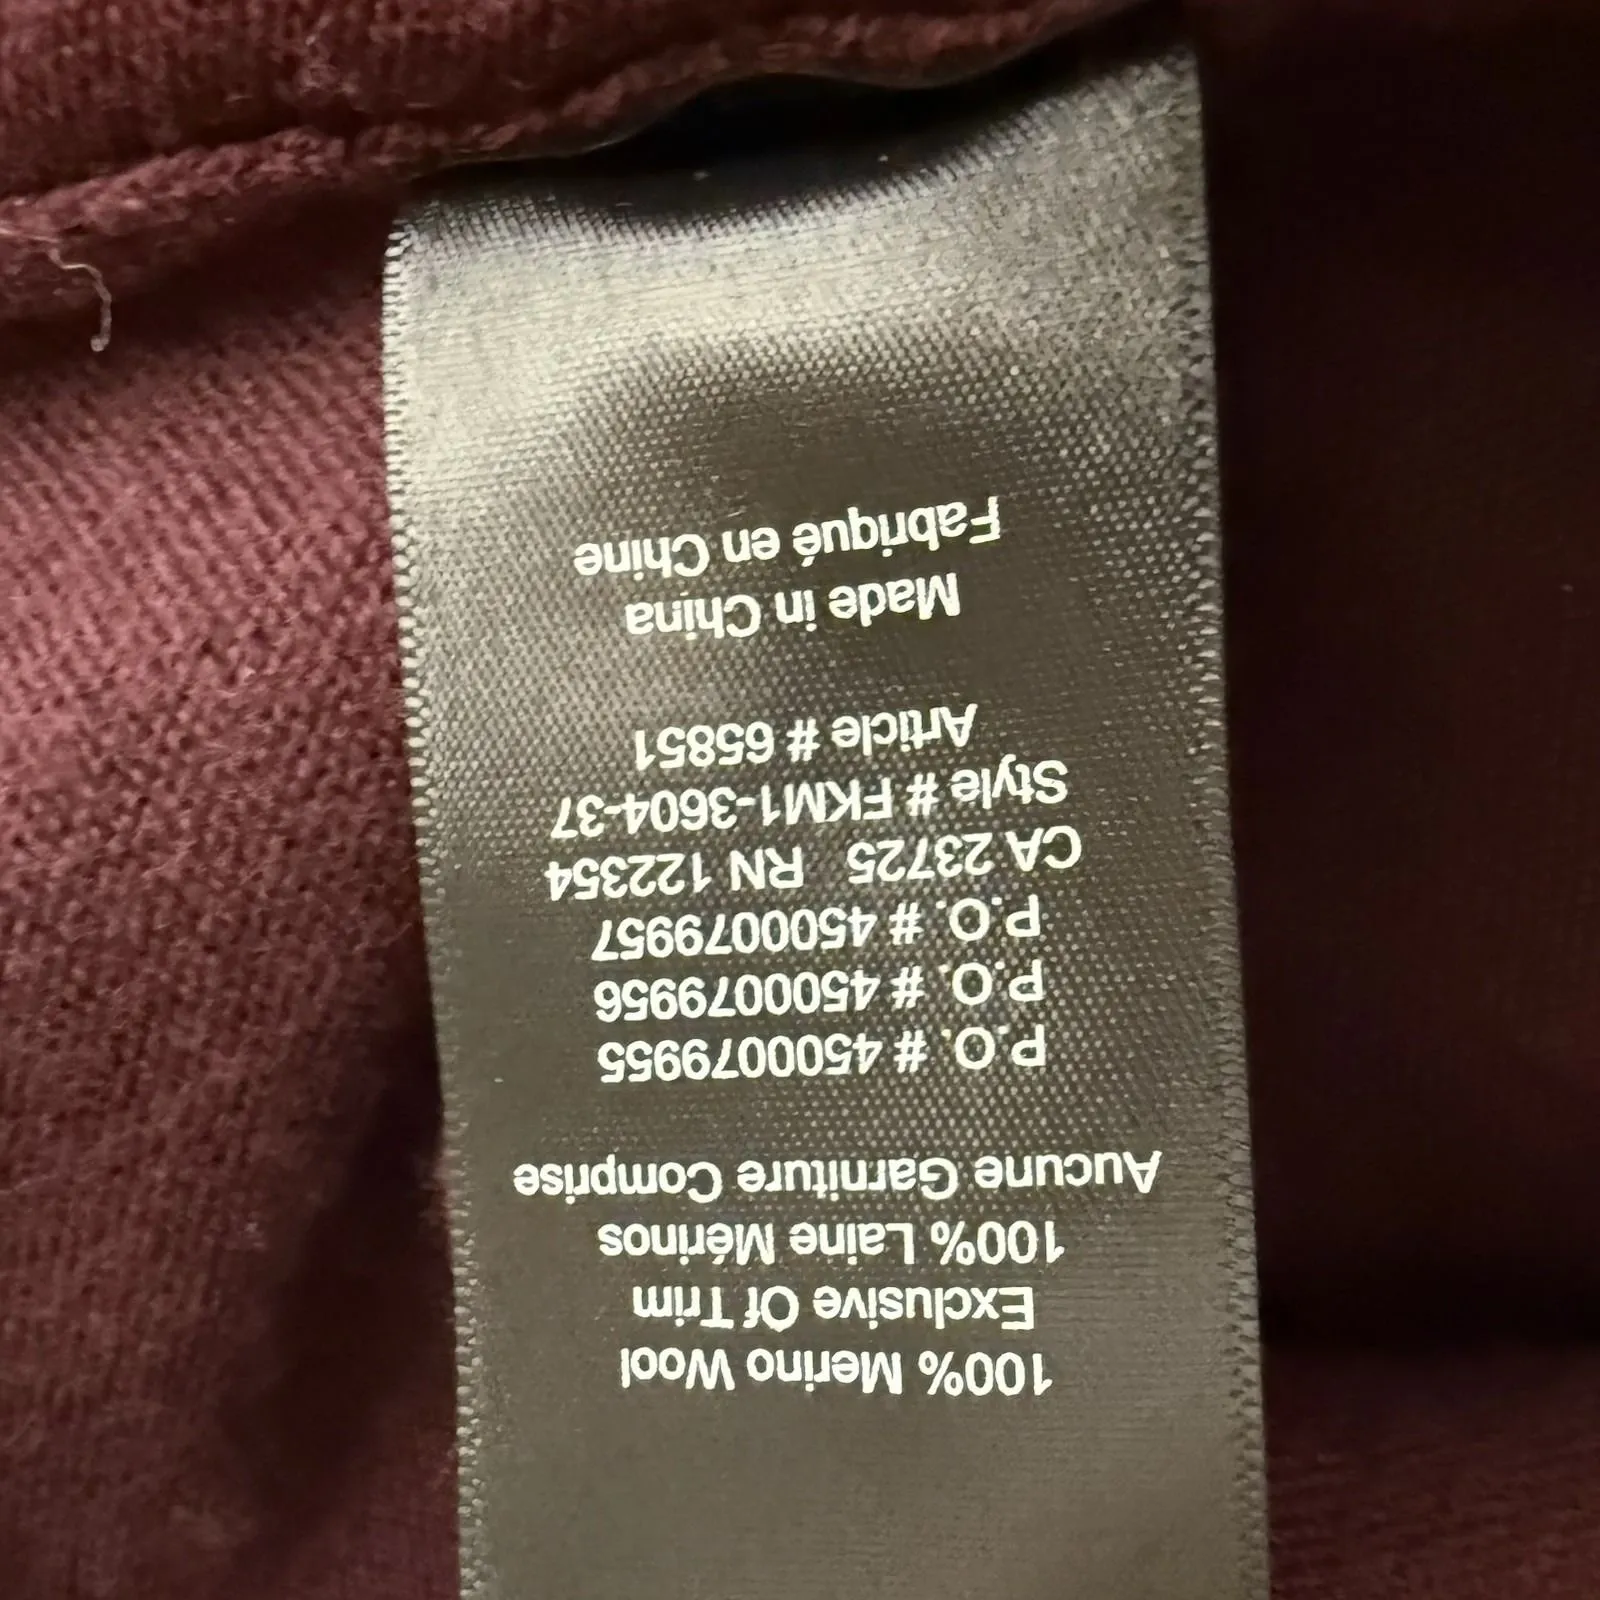 100% Merino Wool
Exclusive Of Trim
100% Laine Mérinos
Aucune Garniture Comprise
P.O. # 4500079955
P.O. # 4500079956
P.O. # 4500079957
CA 23725 RN 122354
Style # FKM1-3604-37
Article # 65851
Made in China
Fabriqué en Chine